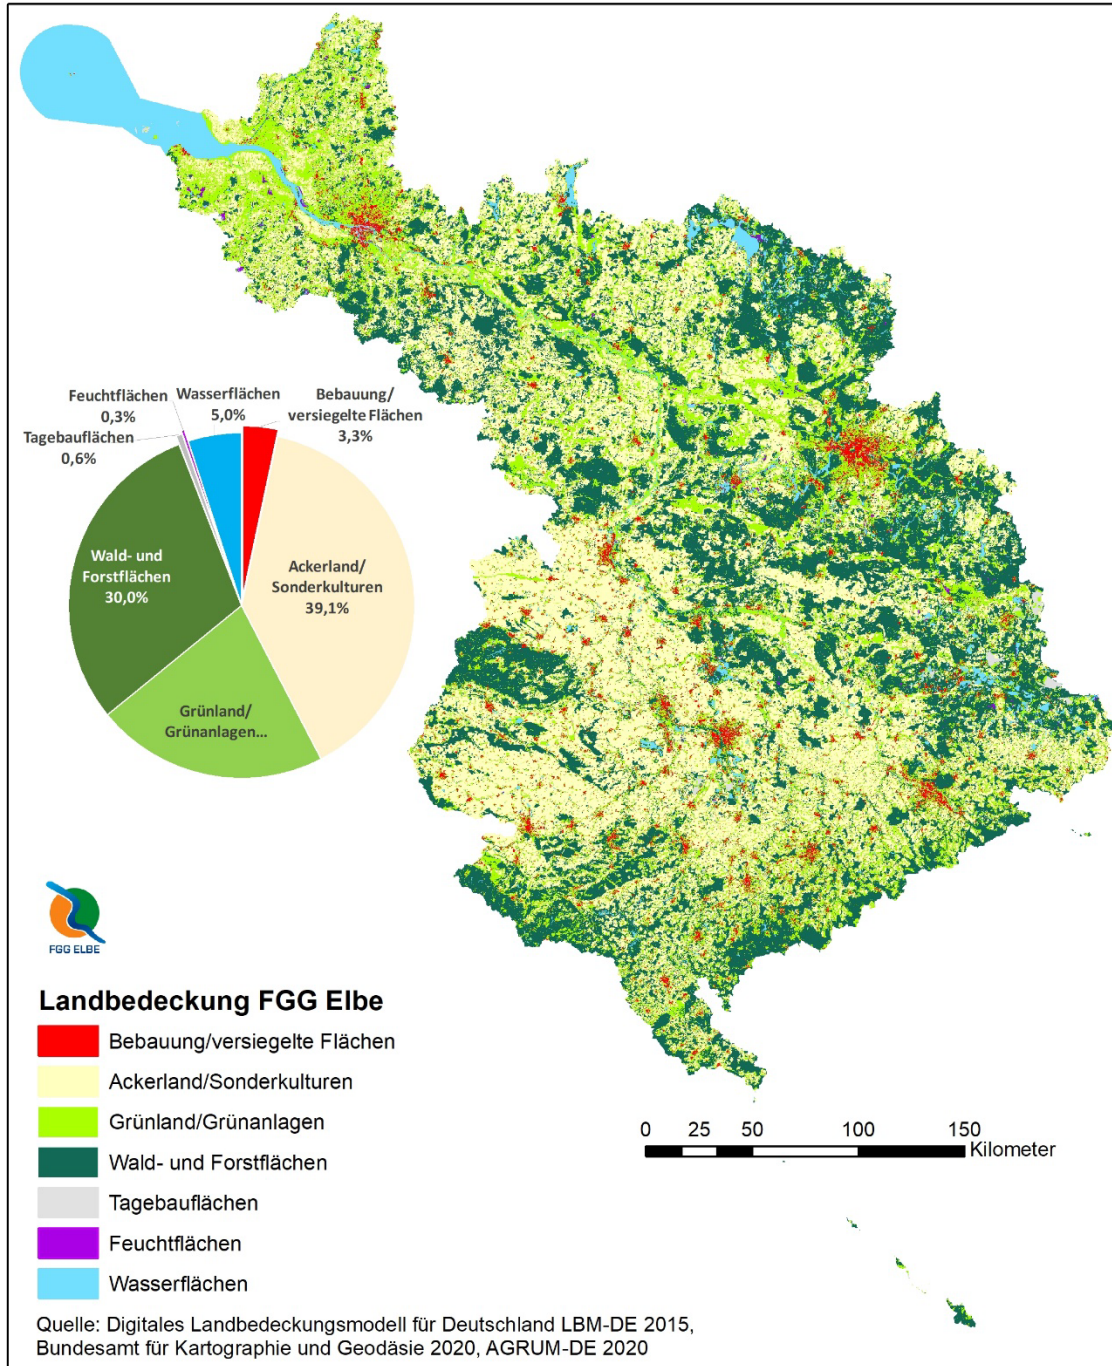 Feuchtflächen
0,3%
Wasserflächen
5,0%
Bebauung/
versiegelte Flächen
3,3%
Tagebauflächen
0,6%
Wald- und
Forstflächen
30,0%
Ackerland/
Sonderkulturen
39,1%
Grünland/
Grünanlagen...
FGG ELBE
Landbedeckung FGG Elbe
Bebauung/versiegelte Flächen
Ackerland/Sonderkulturen
Grünland/Grünanlagen
Wald- und Forstflächen
Tagebauflächen
Feuchtflächen
Wasserflächen
0 25 50 100 150
Kilometer
Quelle: Digitales Landbedeckungsmodell für Deutschland LBM-DE 2015,
Bundesamt für Kartographie und Geodäsie 2020, AGRUM-DE 2020